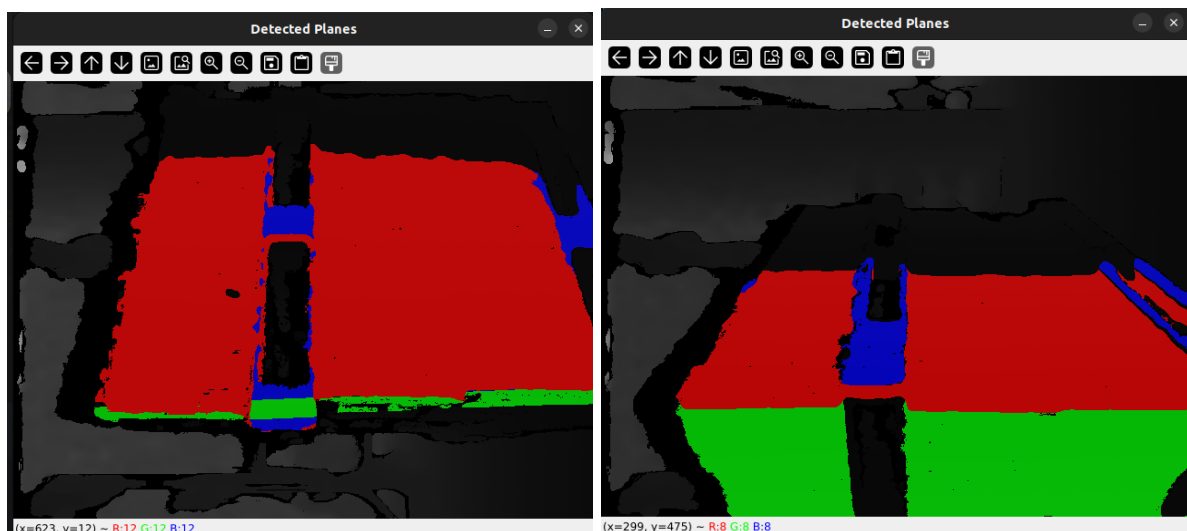 Detected Planes
(x=623, y=12) ~ R:12 G:12 B:12
Detected Planes
(x=299, y=475) ~ R:8 G:8 B:8